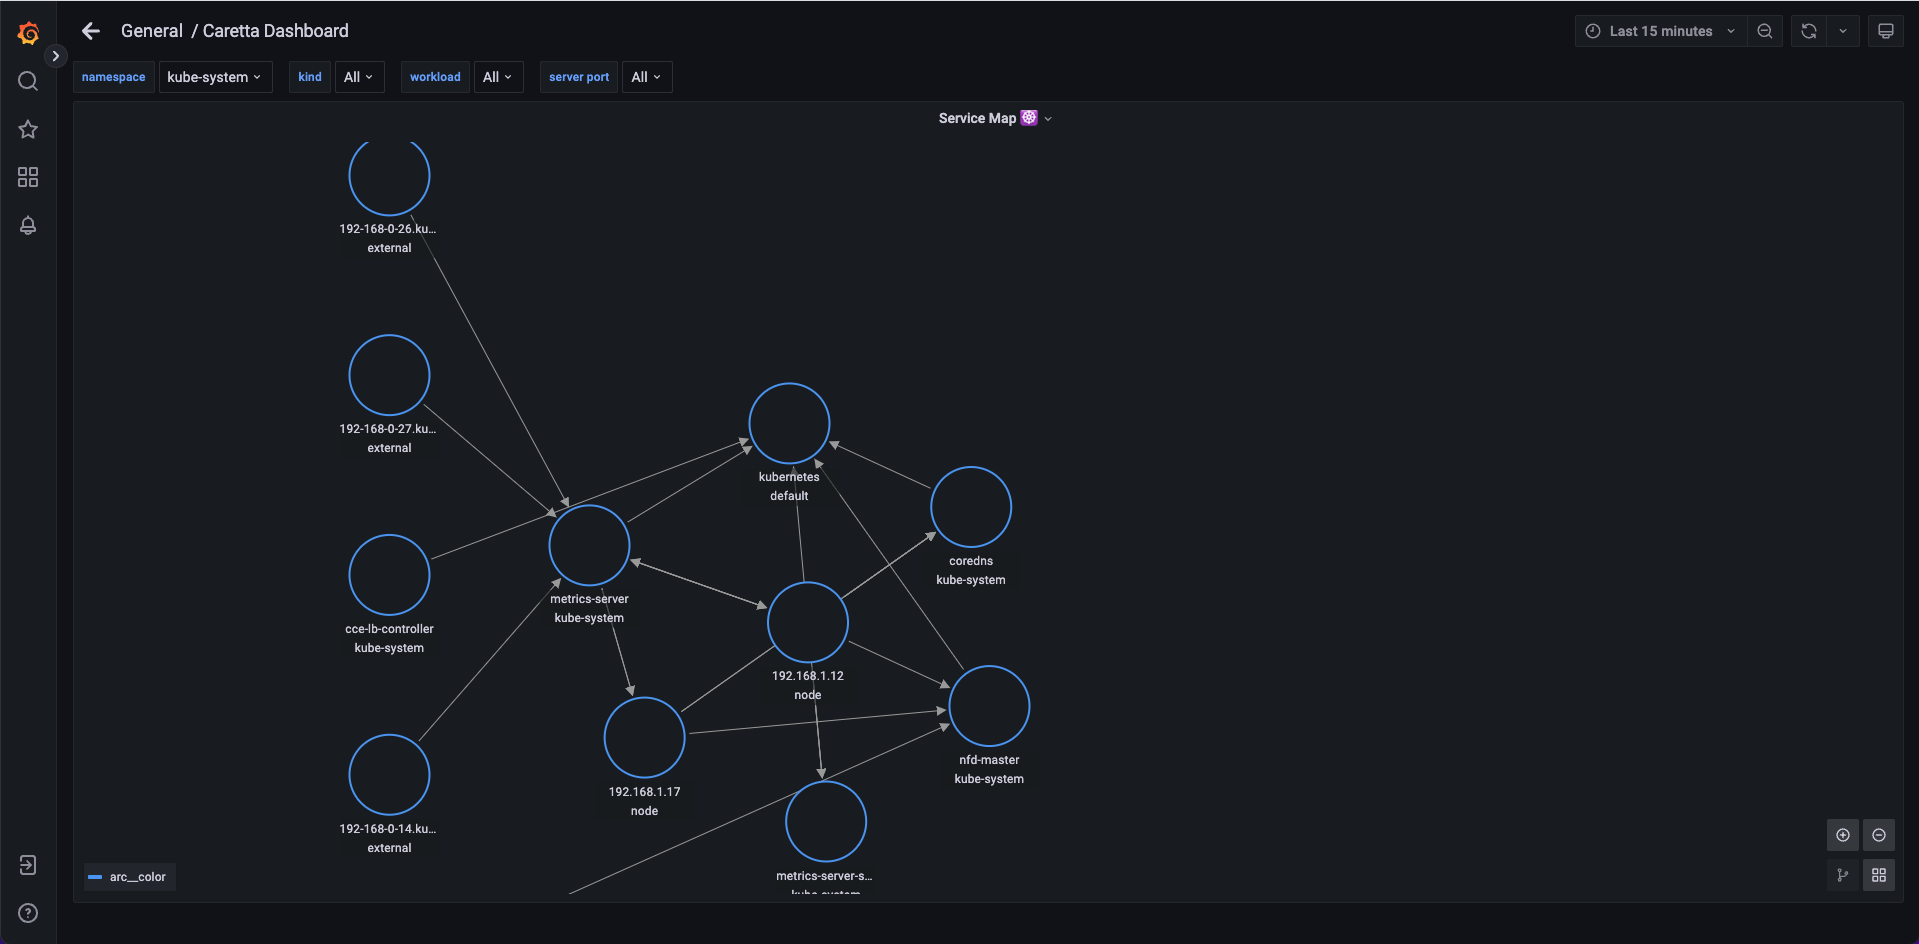 General / Caretta Dashboard
Last 15 minutes
namespace kube-system kind All workload All server port All
Service Map
192-168-0-26.ku...
external
192-168-0-27.ku...
external
kubernetes
default
coredns
kube-system
metrics-server
kube-system
cce-lb-controller
kube-system
192.168.1.12
node
nfd-master
kube-system
192.168.1.17
node
192-168-0-14.ku...
external
metrics-server-s...
kube-system
arc__color